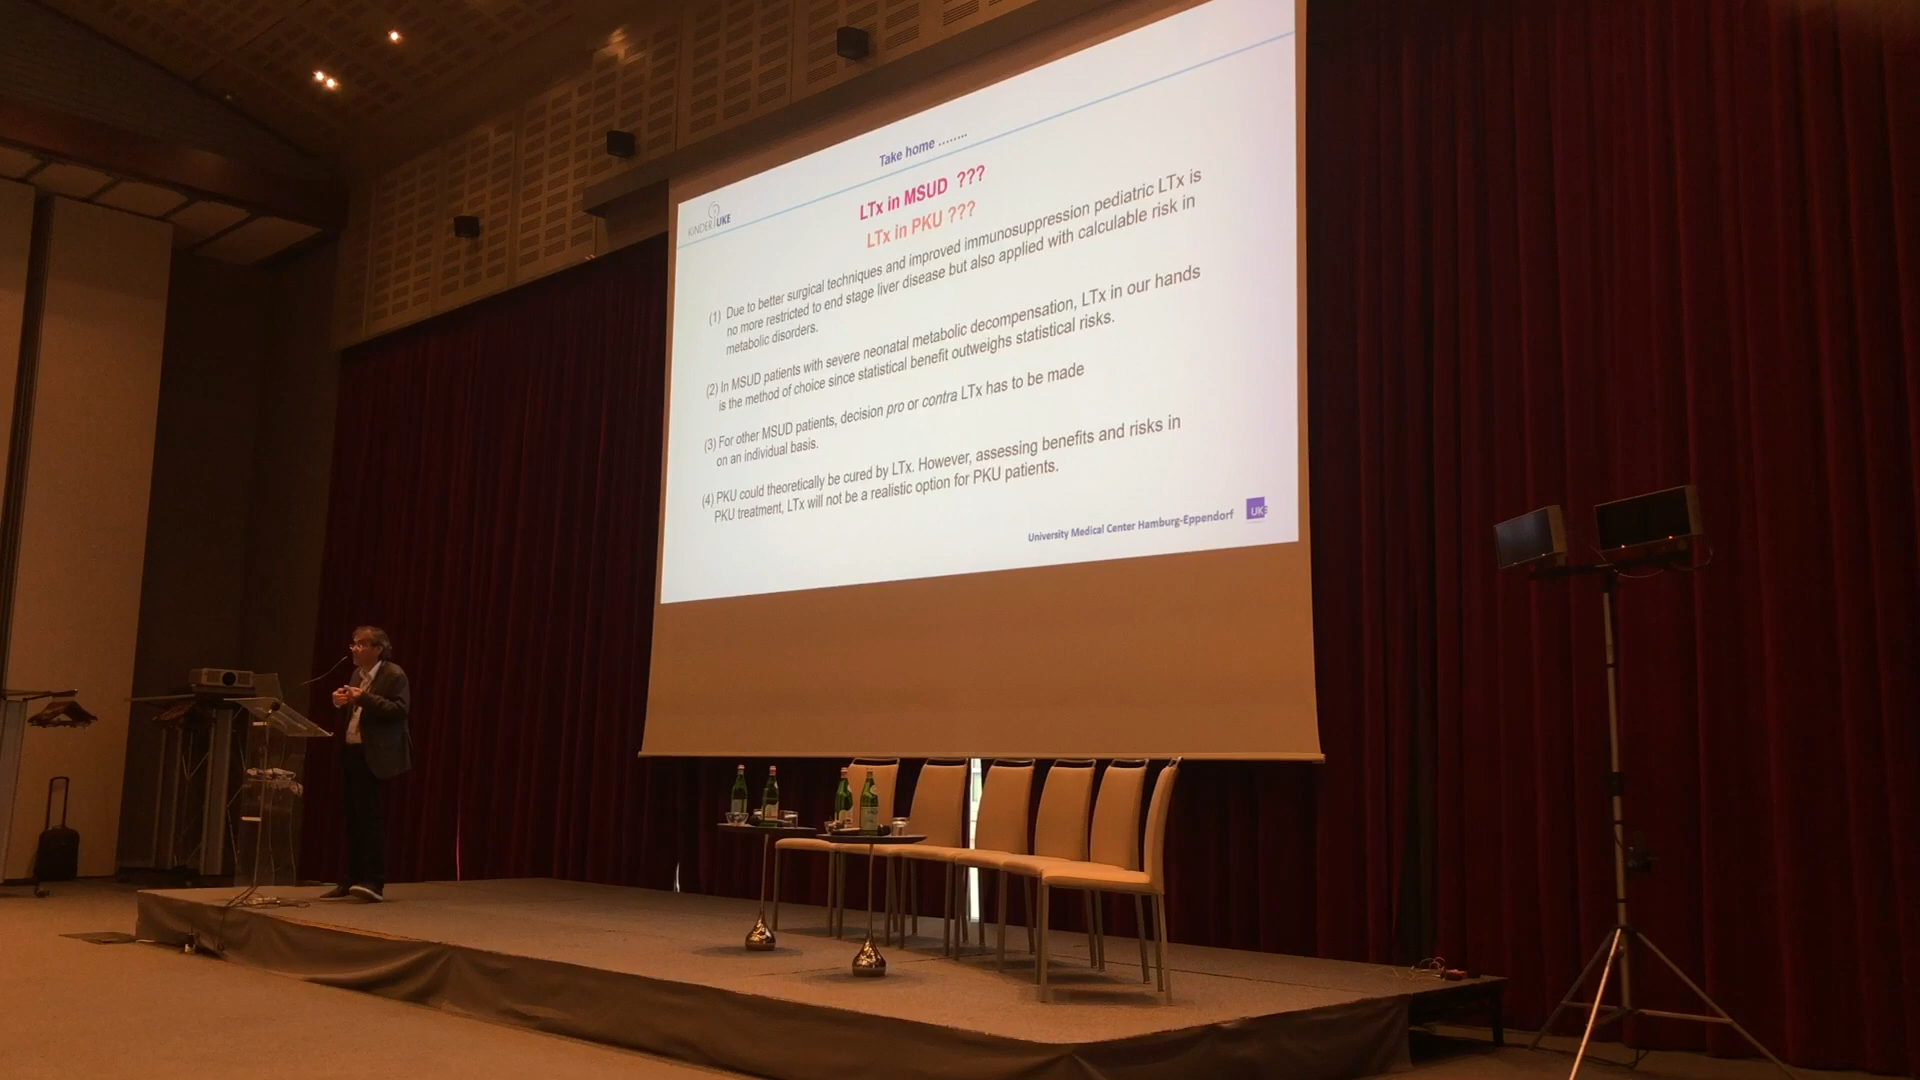 Take home ........
KINDER UKE
LTx in MSUD ???
LTx in PKU ???
(1) Due to better surgical techniques and improved immunosuppression pediatric LTx is
no more restricted to end stage liver disease but also applied with calculable risk in
metabolic disorders.
(2) In MSUD patients with severe neonatal metabolic decompensation, LTx in our hands
is the method of choice since statistical benefit outweighs statistical risks.
(3) For other MSUD patients, decision pro or contra LTx has to be made
on an individual basis.
(4) PKU could theoretically be cured by LTx. However, assessing benefits and risks in
PKU treatment, LTx will not be a realistic option for PKU patients.
University Medical Center Hamburg-Eppendorf
UKE